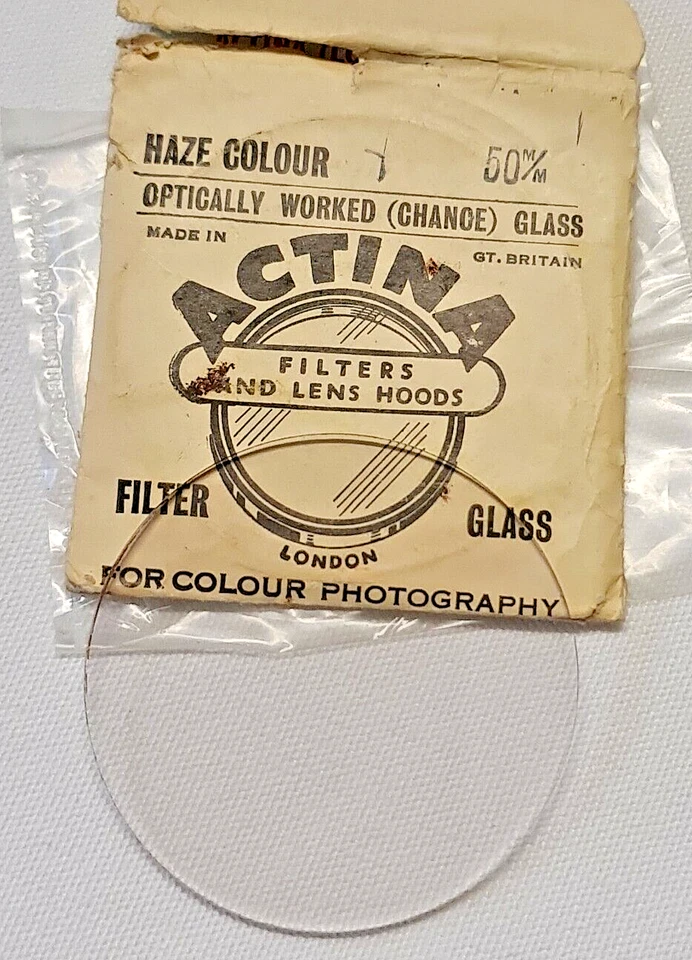 HAZE COLOUR 50 M/M
OPTICALLY WORKED (CHANCE) GLASS
MADE IN
GT. BRITAIN
ACTINA
FILTERS
AND LENS HOODS
FILTER GLASS
LONDON
FOR COLOUR PHOTOGRAPHY